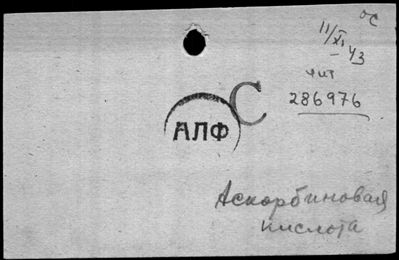 ОС
11/XI
– 43
чит
286976
С
АЛФ
Аскорбиновая
кислота